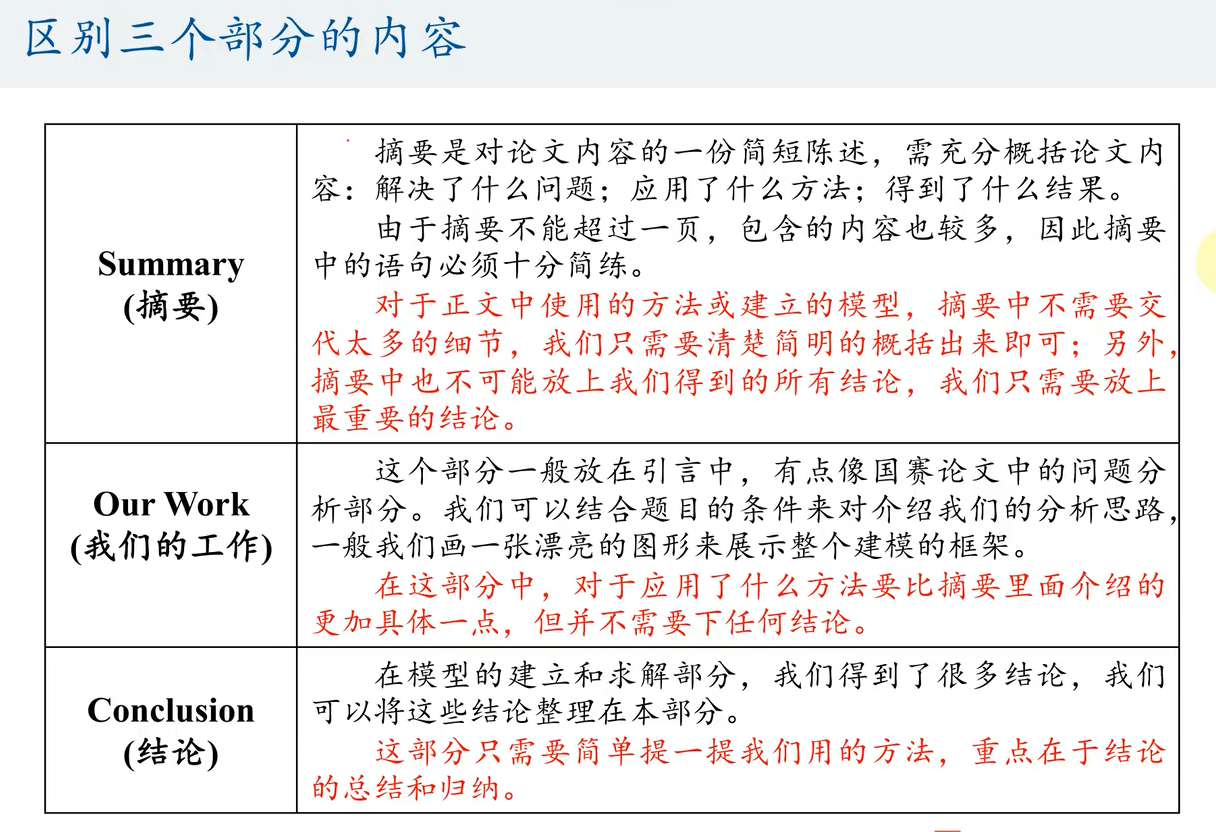 区别三个部分的内容
Summary
(摘要)
摘要是对论文内容的一份简短陈述，需充分概括论文内
容：解决了什么问题；应用了什么方法；得到了什么结果。
由于摘要不能超过一页，包含的内容也较多，因此摘要
中的语句必须十分简练。
对于正文中使用的方法或建立的模型，摘要中不需要交
代太多的细节，我们只需要清楚简明的概括出来即可；另外，
摘要中也不可能放上我们得到的所有结论，我们只需要放上
最重要的结论。
Our Work
(我们的工作)
这个部分一般放在引言中，有点像国赛论文中的问题分
析部分。我们可以结合题目的条件来对介绍我们的分析思路，
一般我们画一张漂亮的图形来展示整个建模的框架。
在这部分中，对于应用了什么方法要比摘要里面介绍的
更加具体一点，但并不需要下任何结论。
Conclusion
(结论)
在模型的建立和求解部分，我们得到了很多结论，我们
可以将这些结论整理在本部分。
这部分只需要简单提一提我们用的方法，重点在于结论
的总结和归纳。